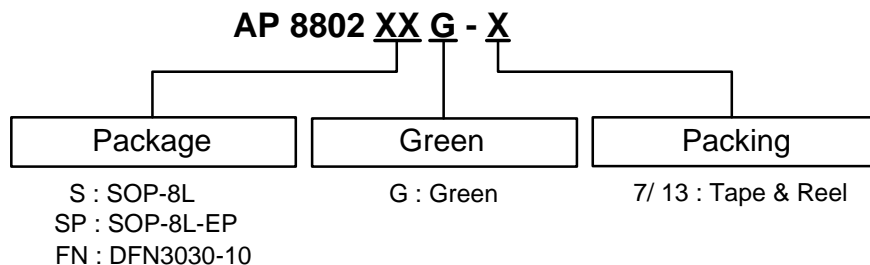 AP 8802 XX G - X
Package
Green
Packing
S : SOP-8L
G : Green
7/ 13 : Tape & Reel
SP : SOP-8L-EP
FN : DFN3030-10